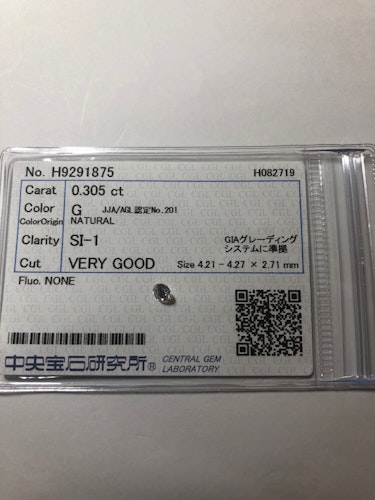 No. H9291875 H082719
Carat 0.305 ct
Color G JJA/AGL認定No.201
ColorOrigin NATURAL
Clarity SI-1 GIAグレーディング
システムに準拠
Cut VERY GOOD Size 4.21 - 4.27 × 2.71 mm
Fluo. NONE
中央宝石研究所® CENTRAL GEM
LABORATORY